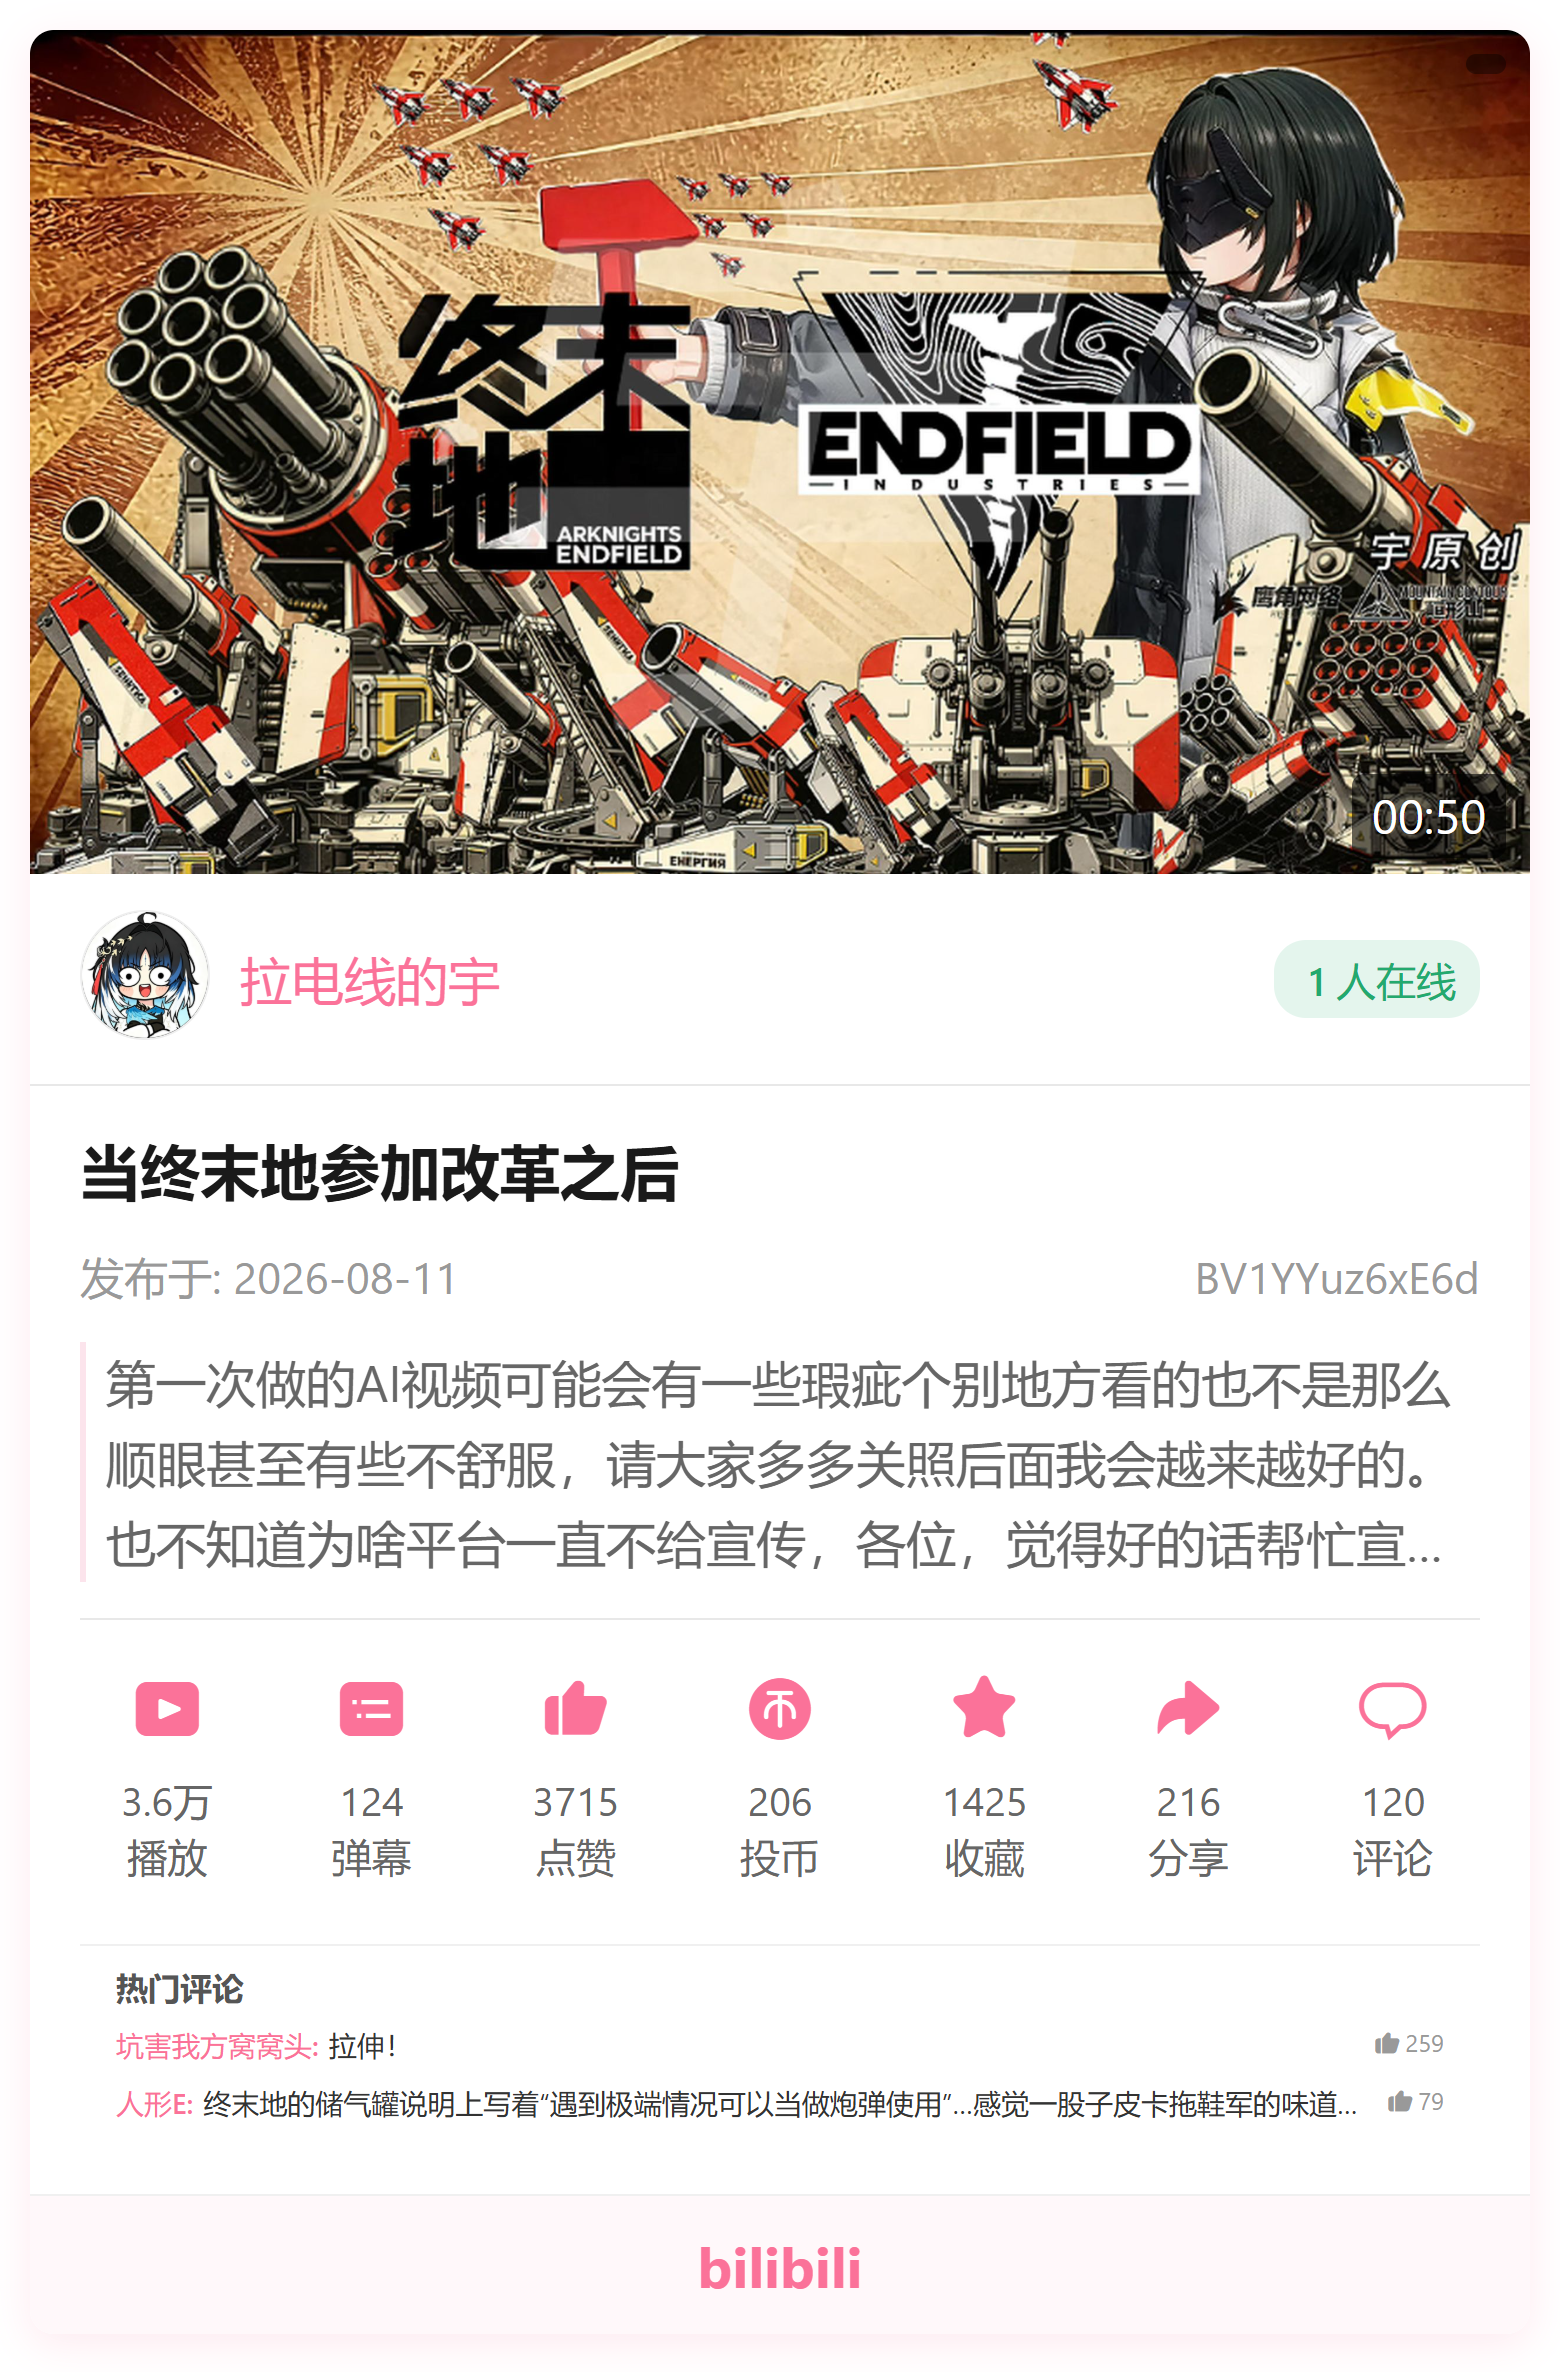 终末
地
ARKNIGHTS
ENDFIELD
ENDFIELD
INDUSTRIES
宇原创
鹰角网络
MOUNTAIN CONTOUR
山形山
SENETICA
ЕНЕРГИЯ
00:50
拉电线的宇
1 人在线
当终末地参加改革之后
发布于: 2026-08-11
BV1YYuz6xE6d
第一次做的AI视频可能会有一些瑕疵个别地方看的也不是那么
顺眼甚至有些不舒服，请大家多多关照后面我会越来越好的。
也不知道为啥平台一直不给宣传，各位，觉得好的话帮忙宣...
3.6万 124 3715 206 1425 216 120
播放 弹幕 点赞 投币 收藏 分享 评论
热门评论
坑害我方窝窝头: 拉伸！ 259
人形E: 终末地的储气罐说明上写着“遇到极端情况可以当做炮弹使用”...感觉一股子皮卡拖鞋军的味道... 79
bilibili